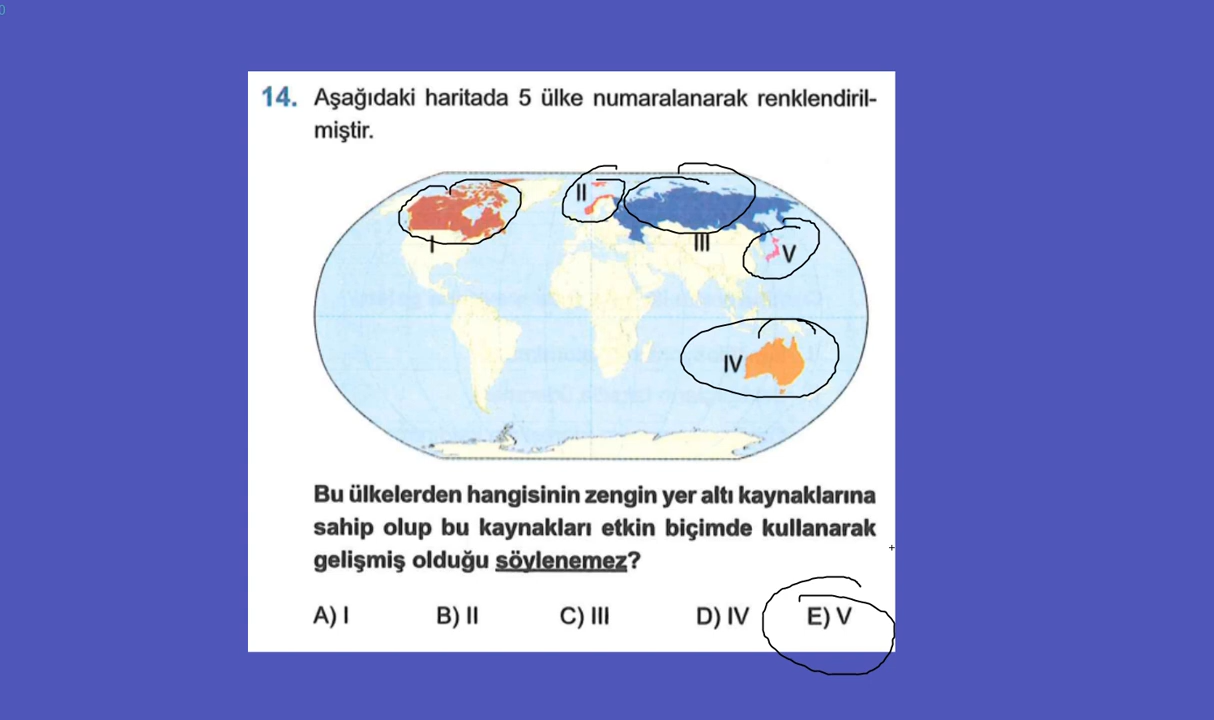 14. Aşağıdaki haritada 5 ülke numaralanarak renklendiril-
miştir.
I
II
III
V
IV
Bu ülkelerden hangisinin zengin yer altı kaynaklarına
sahip olup bu kaynakları etkin biçimde kullanarak
gelişmiş olduğu söylenemez?
A) I B) II C) III D) IV E) V